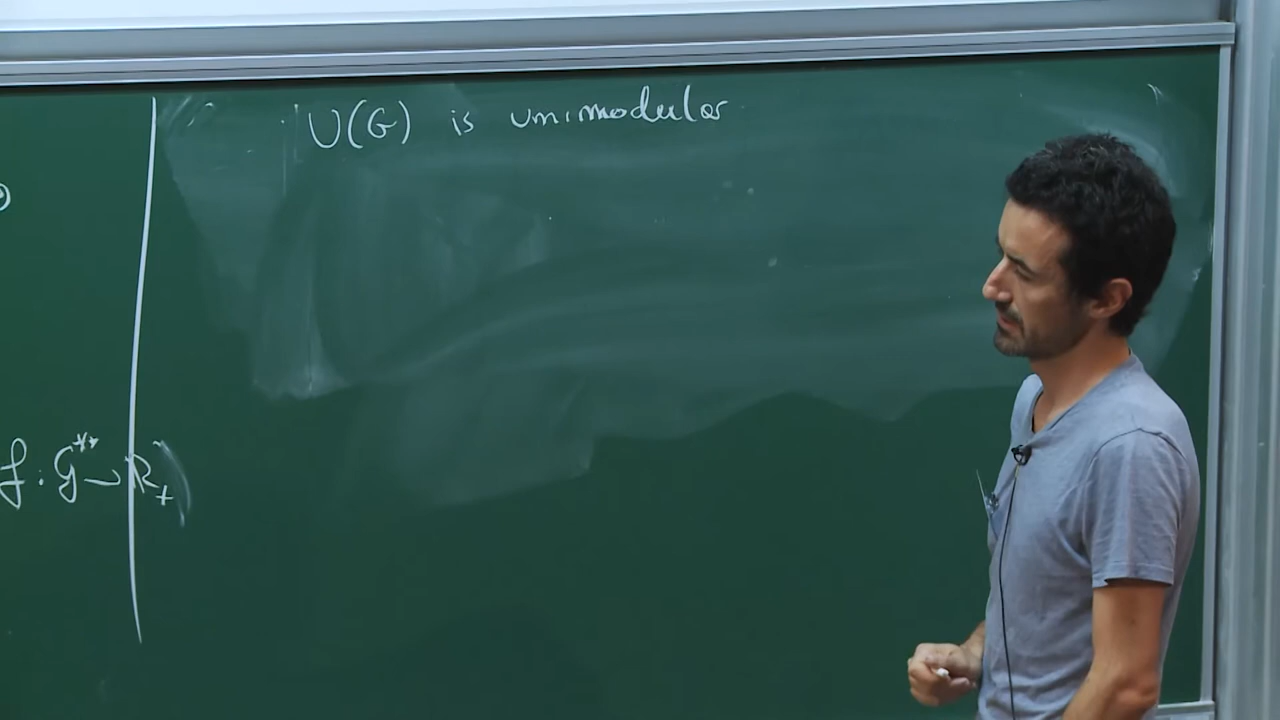 U(G) is unimodular
f : G** → R+)